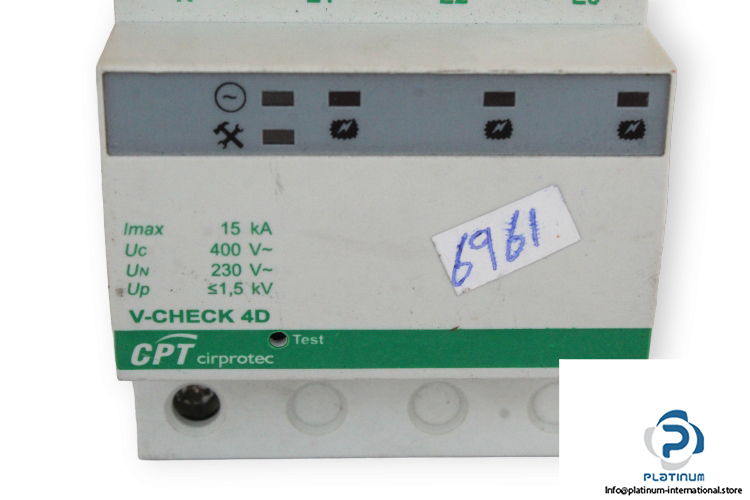 Imax 15 kA
Uc 400 V~
UN 230 V~
Up ≤1,5 kV
V-CHECK 4D
Test
CPT cirprotec
6961
PLATINUM
Info@platinum-international.store